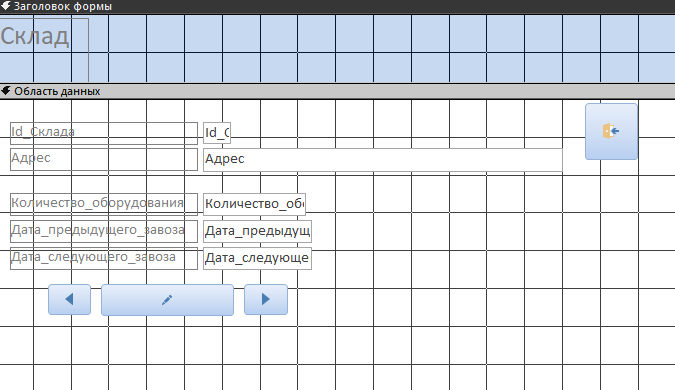 Заголовок формы
Склад
Область данных
Id_Склада Id_С
Адрес Адрес
Количество_оборудования Количество_обо
Дата_предыдущего_завоза Дата_предыдущ
Дата_следующего_завоза Дата_следующе